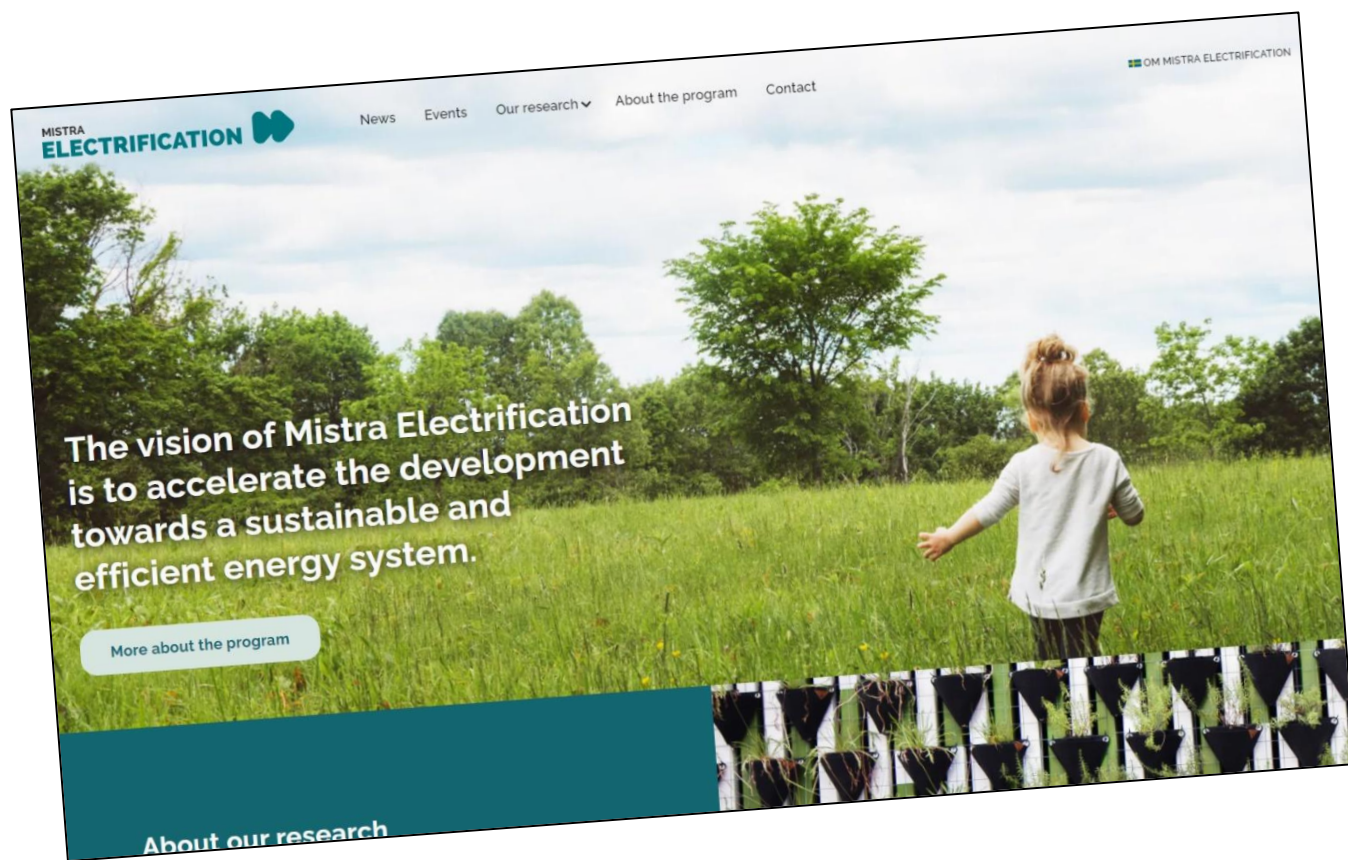 MISTRA
ELECTRIFICATION
News Events Our research About the program Contact
OM MISTRA ELECTRIFICATION
The vision of Mistra Electrification
is to accelerate the development
towards a sustainable and
efficient energy system.
More about the program
About our research